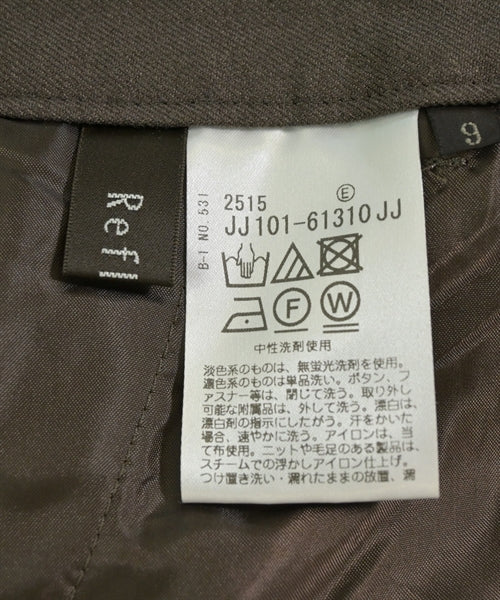 Refl
9
B-1 NO. 531
2515 E
JJ101-61310JJ
F W
中性洗剤使用
淡色系のものは、無蛍光洗剤を使用。
濃色系のものは単品洗い。ボタン、フ
ァスナー等は、閉じて洗う。取り外し
可能な附属品は、外して洗う。漂白は、
漂白剤の指示にしたがう。汗をかいた
場合、速やかに洗う。アイロンは、当
て布使用。ニットや毛足のある製品は、
スチームでの浮かしアイロン仕上げ。
つけ置き洗い・濡れたままの放置、濡